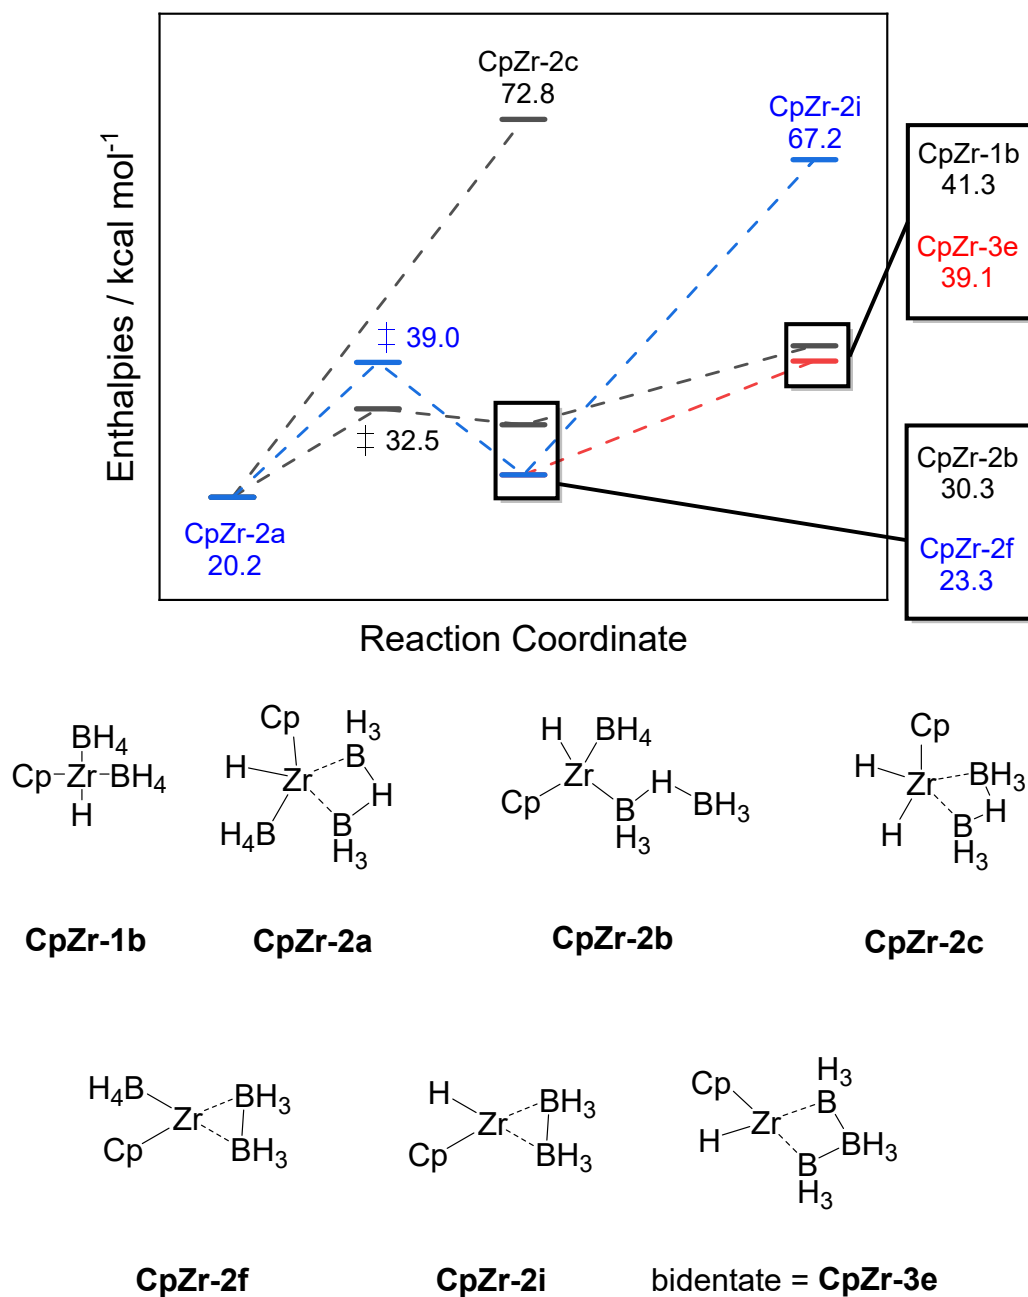 CpZr-2c
72.8
CpZr-2i
67.2
CpZr-1b
41.3
CpZr-3e
39.1
Enthalpies / kcal mol⁻¹
‡ 39.0
‡ 32.5
CpZr-2a
20.2
CpZr-2b
30.3
CpZr-2f
23.3
Reaction Coordinate
BH₄
Cp Zr BH₄
H
Cp
H₃
B
H Zr H
H₄B B
H₃
H BH₄
Zr H
Cp B BH₃
H₃
Cp
H Zr BH₃
H B H
H₃
CpZr-1b
CpZr-2a
CpZr-2b
CpZr-2c
H₄B BH₃
Zr
Cp BH₃
H BH₃
Zr
Cp BH₃
H₃
Cp B
H Zr BH₃
B
H₃
CpZr-2f
CpZr-2i
bidentate = CpZr-3e